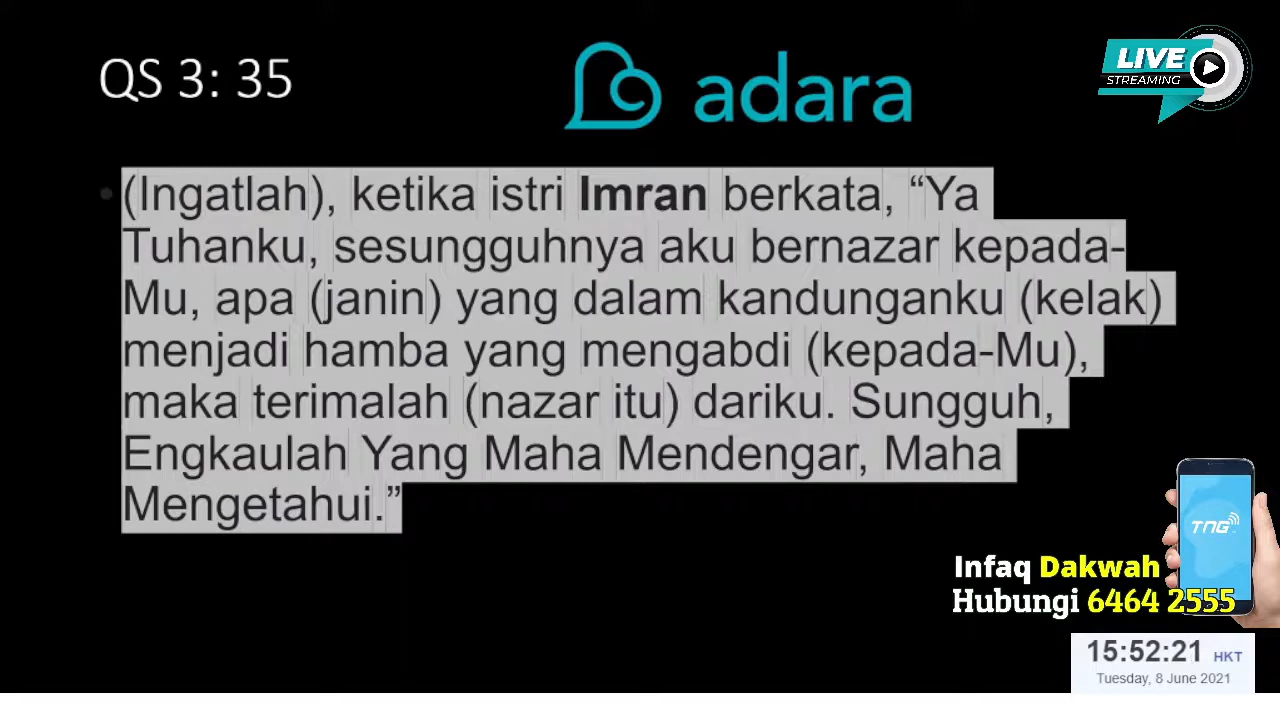 QS 3: 35
adara
LIVE
STREAMING
(Ingatlah), ketika istri Imran berkata, “Ya
Tuhanku, sesungguhnya aku bernazar kepada-
Mu, apa (janin) yang dalam kandunganku (kelak)
menjadi hamba yang mengabdi (kepada-Mu),
maka terimalah (nazar itu) dariku. Sungguh,
Engkaulah Yang Maha Mendengar, Maha
Mengetahui.”
TNG
Infaq Dakwah
Hubungi 6464 2555
15:52:21 HKT
Tuesday, 8 June 2021